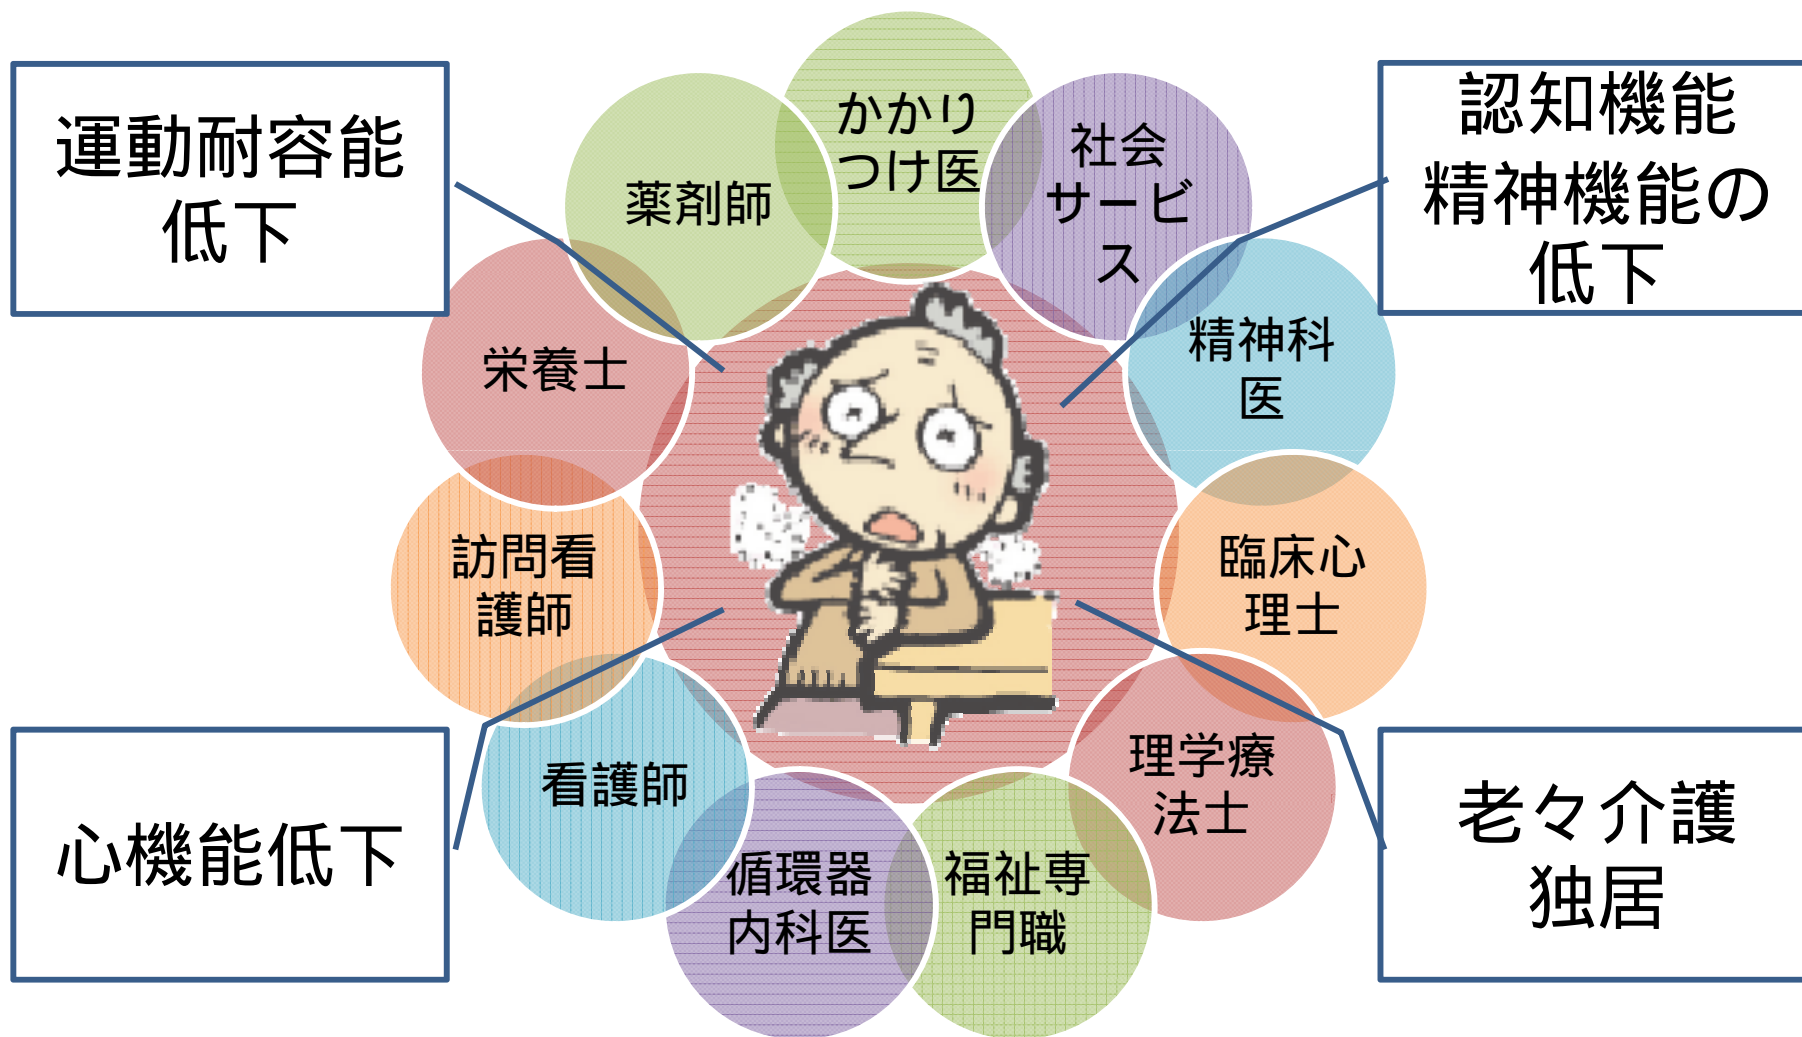 運動耐容能
低下
認知機能
精神機能の
低下
かかり
つけ医
社会
サービ
ス
精神科
医
臨床心
理士
理学療
法士
福祉専
門職
循環器
内科医
看護師
訪問看
護師
栄養士
薬剤師
心機能低下
老々介護
独居